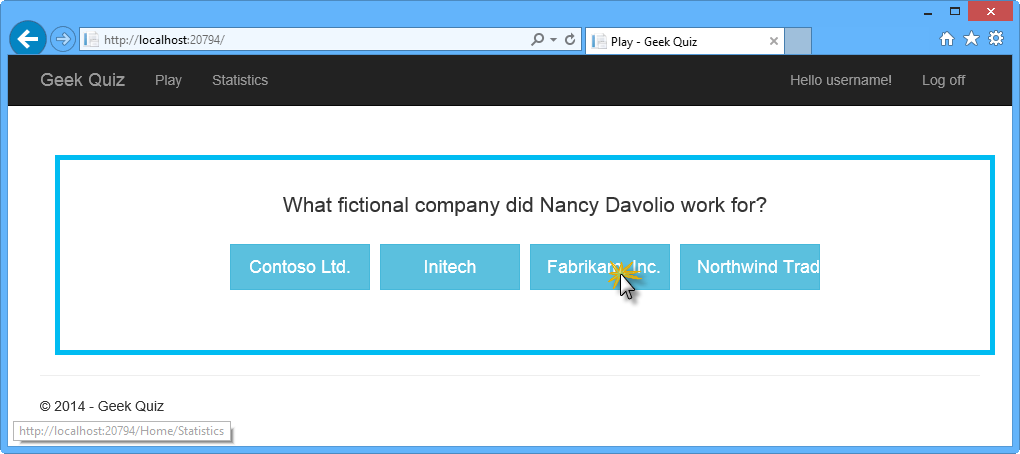 http://localhost:20794/
Play - Geek Quiz
Geek Quiz Play Statistics Hello username! Log off
What fictional company did Nancy Davolio work for?
Contoso Ltd. Initech Fabrikam, Inc. Northwind Trad
© 2014 - Geek Quiz
http://localhost:20794/Home/Statistics